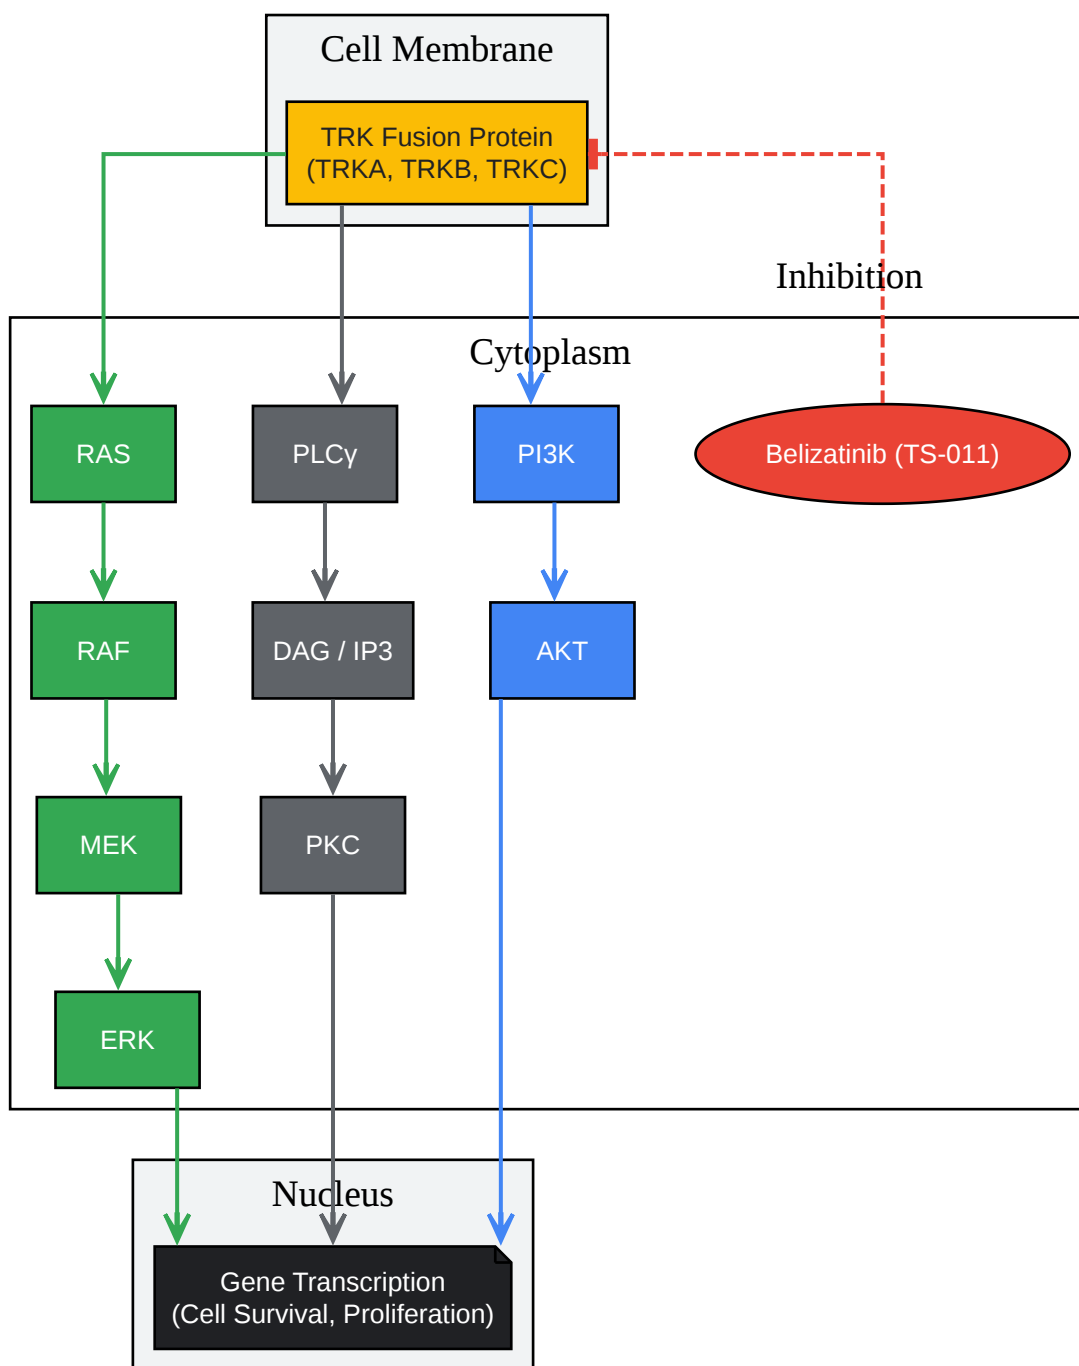 Cell Membrane
TRK Fusion Protein
(TRKA, TRKB, TRKC)
Inhibition
Cytoplasm
RAS
PLCγ
PI3K
Belizatinib (TS-011)
RAF
DAG / IP3
AKT
MEK
PKC
ERK
Nucleus
Gene Transcription
(Cell Survival, Proliferation)